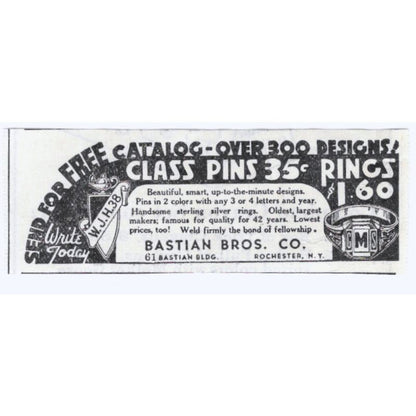 SEND FOR FREE CATALOG-OVER 300 DESIGNS!
CLASS PINS 35¢ RINGS
$1.60
Beautiful, smart, up-to-the-minute designs.
Pins in 2 colors with any 3 or 4 letters and year.
Handsome sterling silver rings. Oldest, largest
makers; famous for quality for 42 years. Lowest
prices, too! Weld firmly the bond of fellowship.
BASTIAN BROS. CO.
61 BASTIAN BLDG. ROCHESTER, N.Y.
Write
Today
W.J.H.38
M